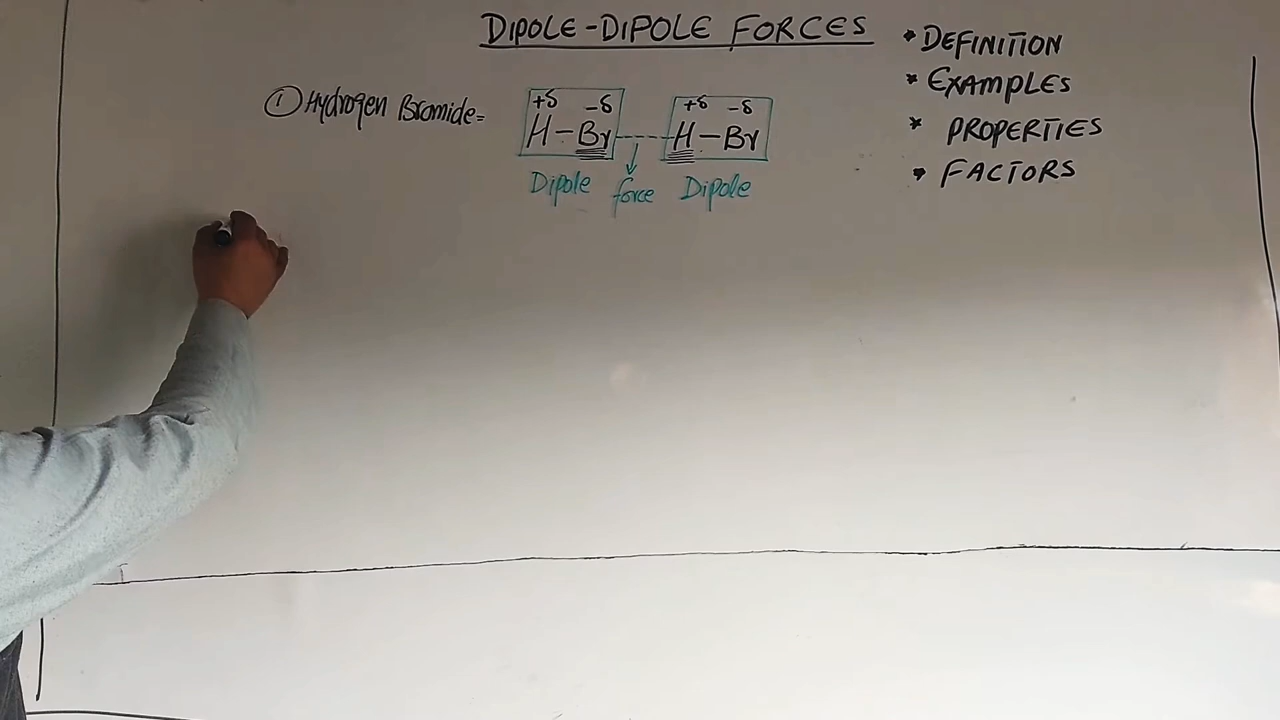 DIPOLE-DIPOLE FORCES
* DEFINITION
* EXAMPLES
* PROPERTIES
* FACTORS
① Hydrogen Bromide=
+δ -δ +δ -δ
H-Br----H-Br
Dipole force Dipole